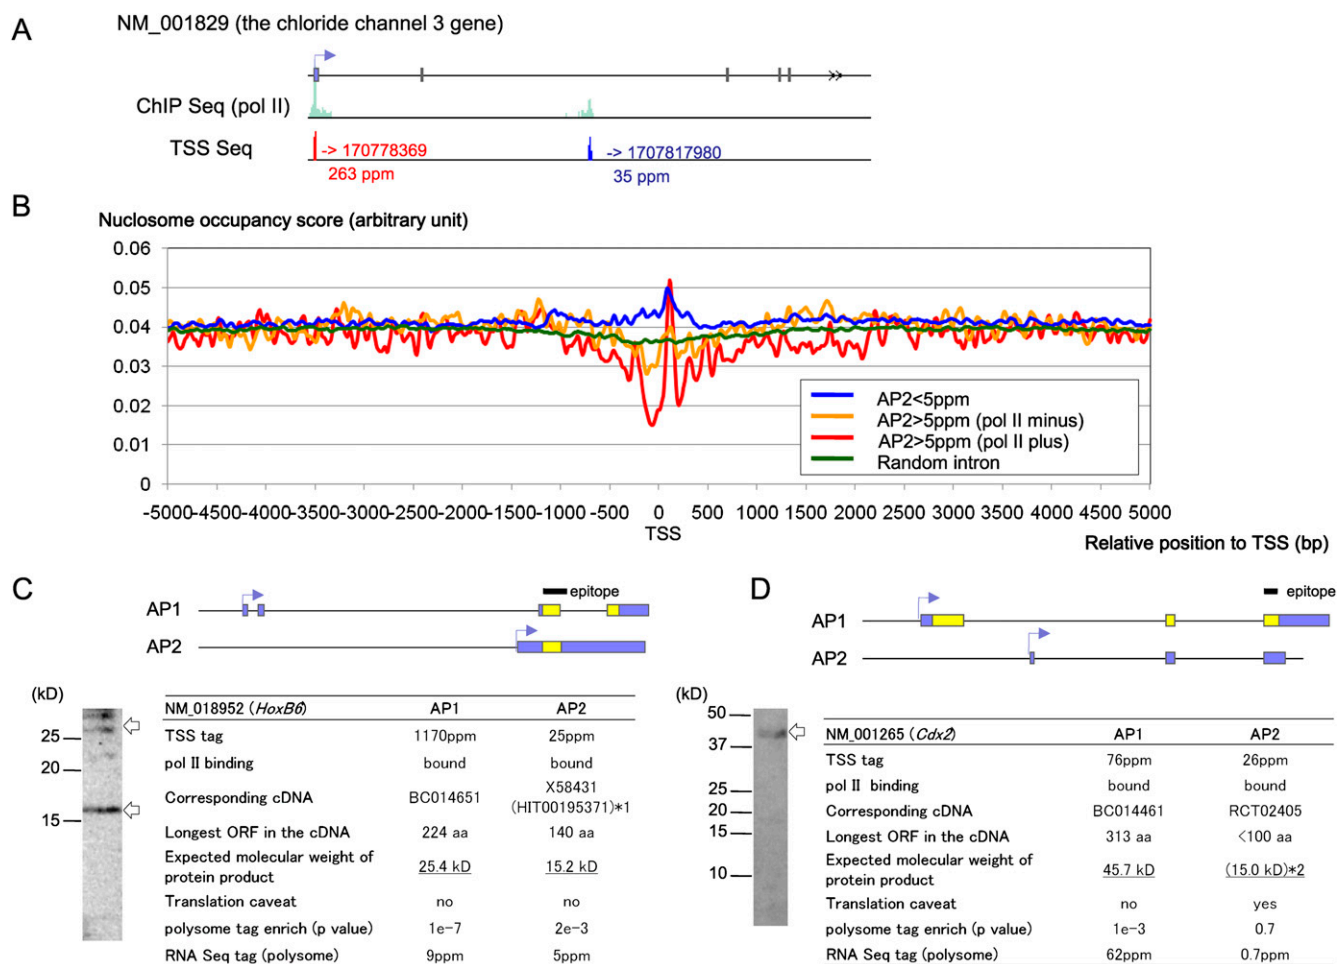 A
NM_001829 (the chloride channel 3 gene)
ChIP Seq (pol II)
TSS Seq
-> 170778369
-> 1707817980
263 ppm
35 ppm
B
Nuclosome occupancy score (arbitrary unit)
0.06
0.05
0.04
0.03
0.02
0.01
0
AP2<5ppm
AP2>5ppm (pol II minus)
AP2>5ppm (pol II plus)
Random intron
-5000 -4500 -4000 -3500 -3000 -2500 -2000 -1500 -1000 -500 0 500 1000 1500 2000 2500 3000 3500 4000 4500 5000
TSS
Relative position to TSS (bp)
C
epitope
AP1
AP2
(kD)
25
20
15
NM_018952 (HoxB6) AP1 AP2
TSS tag 1170ppm 25ppm
pol II binding bound bound
Corresponding cDNA BC014651 X58431 (HIT00195371)*1
Longest ORF in the cDNA 224 aa 140 aa
Expected molecular weight of protein product 25.4 kD 15.2 kD
Translation caveat no no
polysome tag enrich (p value) 1e-7 2e-3
RNA Seq tag (polysome) 9ppm 5ppm
D
epitope
AP1
AP2
(kD)
50
37
25
20
15
10
NM_001265 (Cdx2) AP1 AP2
TSS tag 76ppm 26ppm
pol II binding bound bound
Corresponding cDNA BC014461 RCT02405
Longest ORF in the cDNA 313 aa <100 aa
Expected molecular weight of protein product 45.7 kD (15.0 kD)*2
Translation caveat no yes
polysome tag enrich (p value) 1e-3 0.7
RNA Seq tag (polysome) 62ppm 0.7ppm